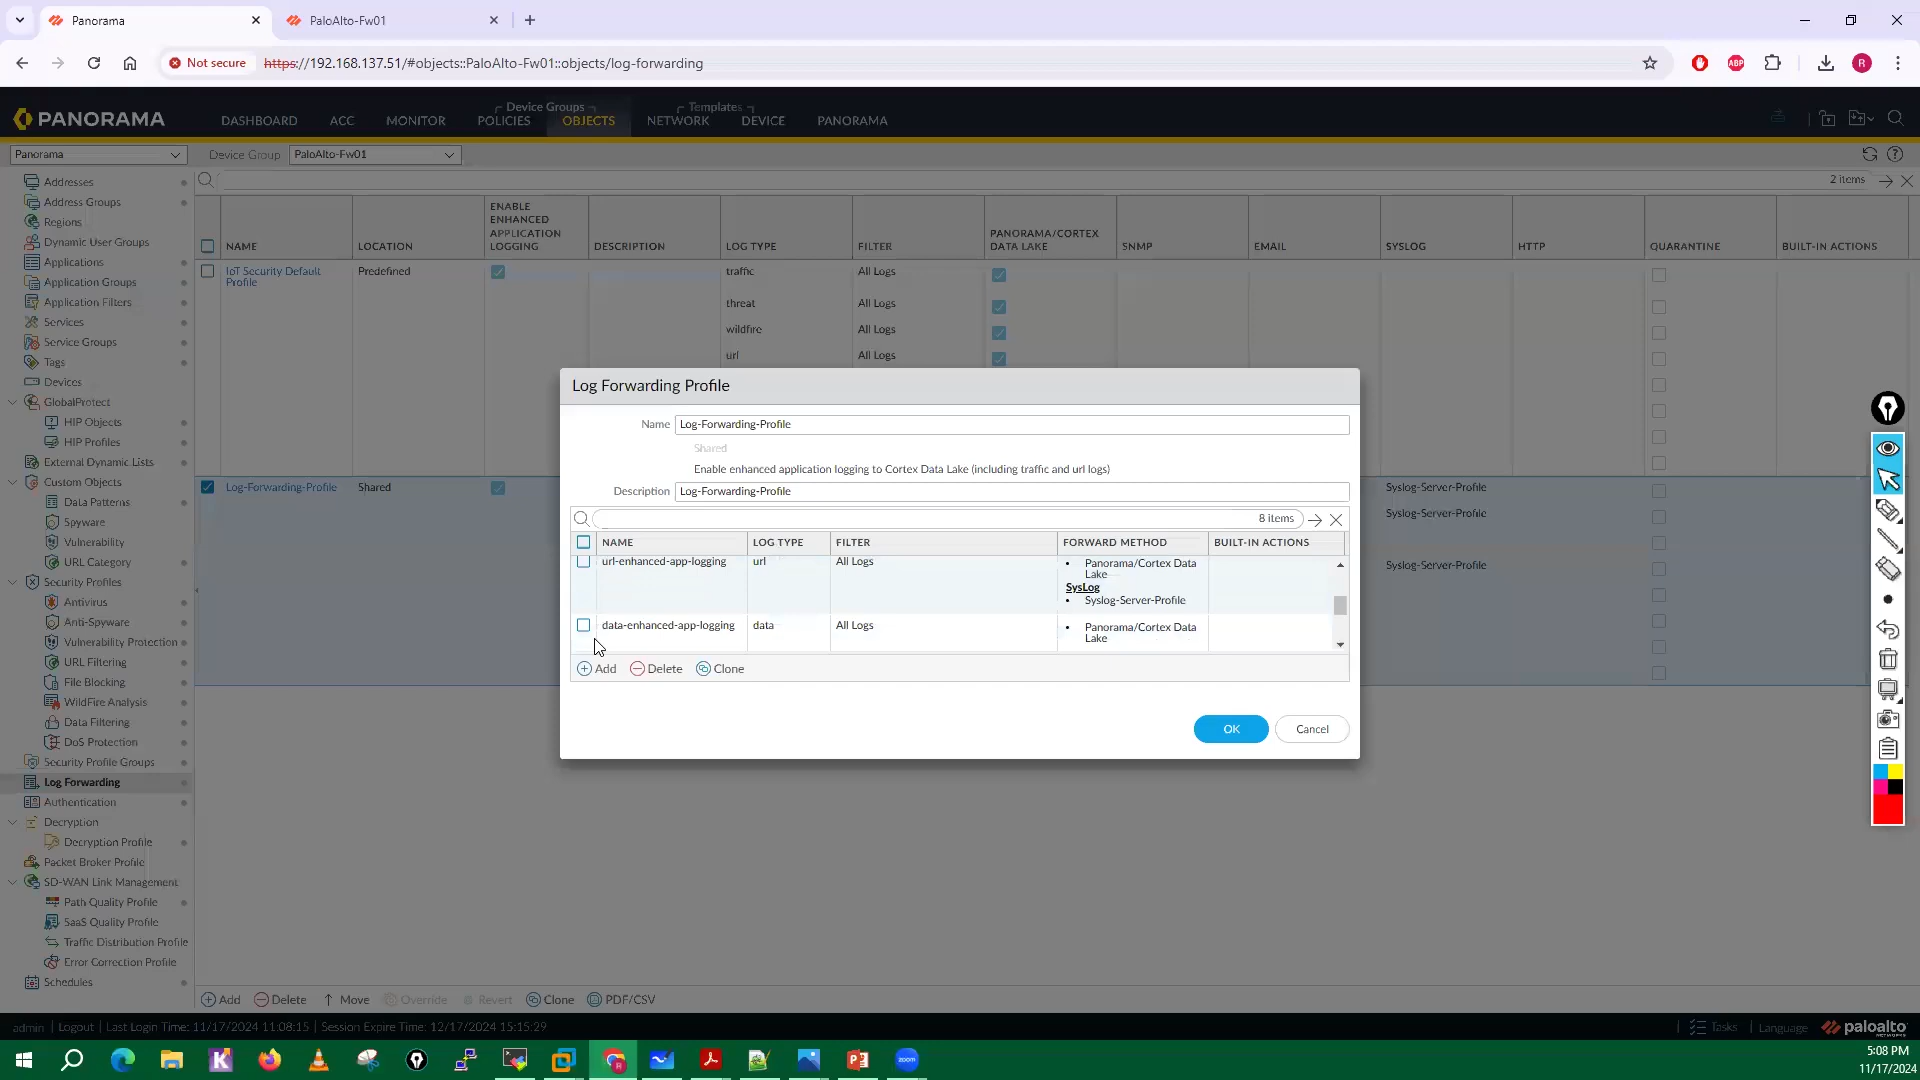 Panorama
PaloAlto-Fw01
Not secure
https://192.168.137.51/#objects::PaloAlto-Fw01::objects/log-forwarding
ABP
R
PANORAMA
DASHBOARD
ACC
MONITOR
Device Groups
POLICIES
OBJECTS
Templates
NETWORK
DEVICE
PANORAMA
Panorama
Device Group
PaloAlto-Fw01
Addresses
Address Groups
Regions
Dynamic User Groups
Applications
Application Groups
Application Filters
Services
Service Groups
Tags
Devices
GlobalProtect
HIP Objects
HIP Profiles
External Dynamic Lists
Custom Objects
Data Patterns
Spyware
Vulnerability
URL Category
Security Profiles
Antivirus
Anti-Spyware
Vulnerability Protection
URL Filtering
File Blocking
WildFire Analysis
Data Filtering
DoS Protection
Security Profile Groups
Log Forwarding
Authentication
Decryption
Decryption Profile
Packet Broker Profile
SD-WAN Link Management
Path Quality Profile
SaaS Quality Profile
Traffic Distribution Profile
Error Correction Profile
Schedules
2 items
NAME
LOCATION
ENABLE ENHANCED APPLICATION LOGGING
DESCRIPTION
LOG TYPE
FILTER
PANORAMA/CORTEX DATA LAKE
SNMP
EMAIL
SYSLOG
HTTP
QUARANTINE
BUILT-IN ACTIONS
IoT Security Default Profile
Predefined
traffic
All Logs
threat
All Logs
wildfire
All Logs
url
All Logs
Log-Forwarding-Profile
Shared
Syslog-Server-Profile
Syslog-Server-Profile
Syslog-Server-Profile
Log Forwarding Profile
Name
Log-Forwarding-Profile
Shared
Enable enhanced application logging to Cortex Data Lake (including traffic and url logs)
Description
Log-Forwarding-Profile
8 items
NAME
LOG TYPE
FILTER
FORWARD METHOD
BUILT-IN ACTIONS
url-enhanced-app-logging
url
All Logs
• Panorama/Cortex Data Lake
SysLog
• Syslog-Server-Profile
data-enhanced-app-logging
data
All Logs
• Panorama/Cortex Data Lake
Add
Delete
Clone
OK
Cancel
Add
Delete
Move
Override
Revert
Clone
PDF/CSV
admin | Logout | Last Login Time: 11/17/2024 11:08:15 | Session Expire Time: 12/17/2024 15:15:29
Tasks | Language
paloalto
NETWORKS
5:08 PM
11/17/2024